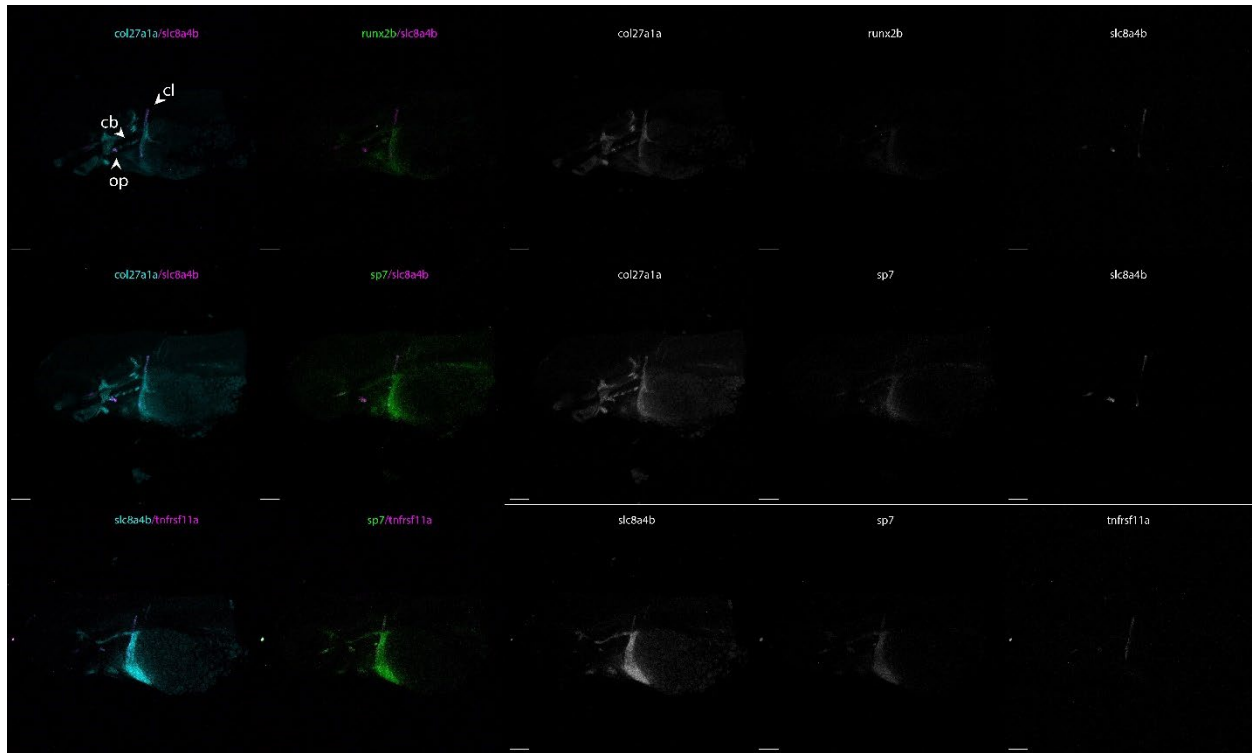 col27a1a/slc8a4b runx2b/slc8a4b col27a1a runx2b slc8a4b
cl
cb
op
col27a1a/slc8a4b sp7/slc8a4b col27a1a sp7 slc8a4b
slc8a4b/tnfrsf11a sp7/tnfrsf11a slc8a4b sp7 tnfrsf11a